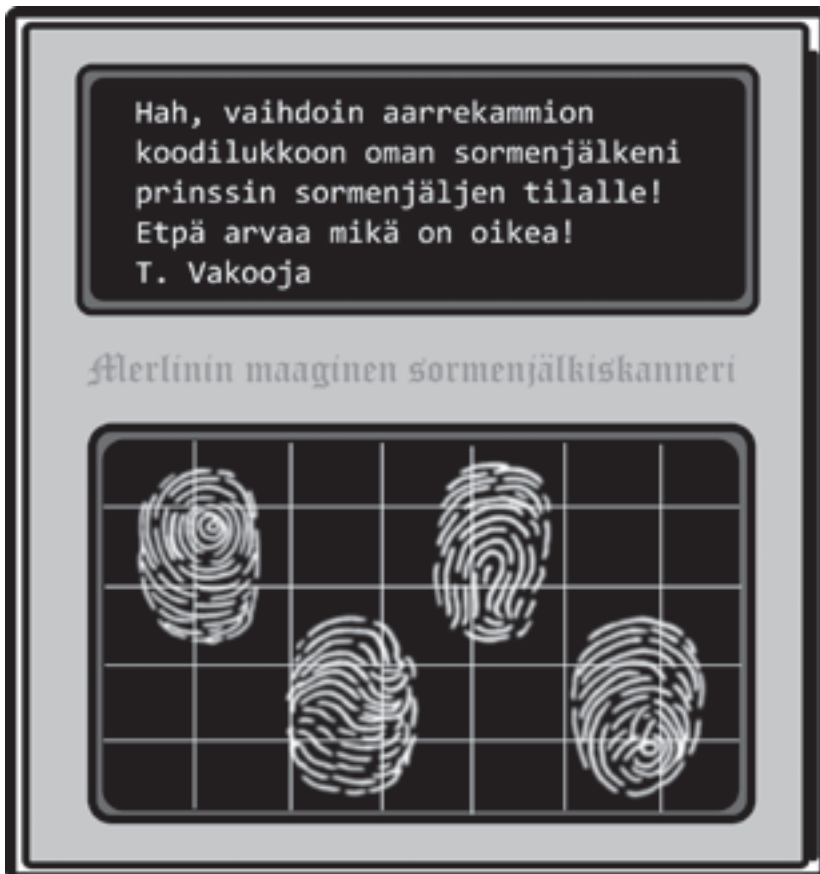 Hah, vaihdoin aarrekammion
koodilukkoon oman sormenjälkeni
prinssin sormenjäljen tilalle!
Etpä arvaa mikä on oikea!
T. Vakooja
Merlinin maaginen sormenjälkiskanneri